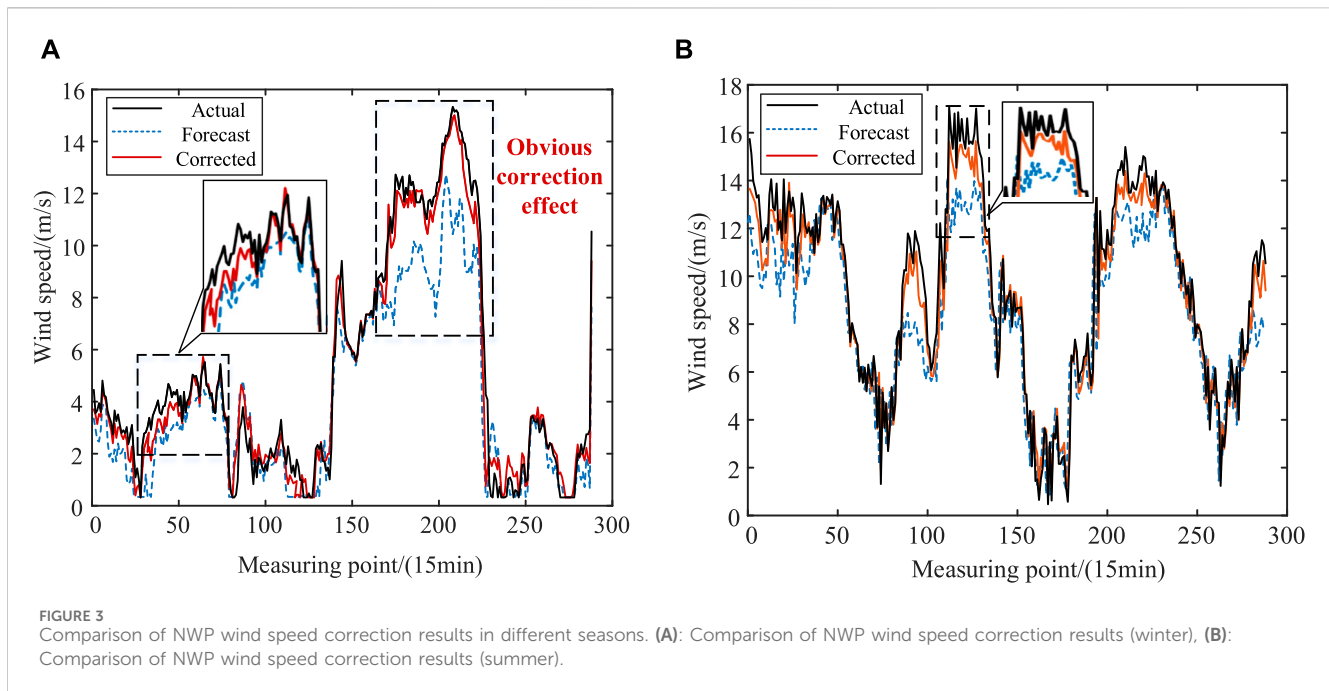 A
16
14
12
10
8
6
4
2
0
Wind speed/(m/s)
Actual
Forecast
Corrected
Obvious
correction
effect
0 50 100 150 200 250 300
Measuring point/(15min)
B
18
16
14
12
10
8
6
4
2
0
Wind speed/(m/s)
Actual
Forecast
Corrected
0 50 100 150 200 250 300
Measuring point/(15min)
FIGURE 3
Comparison of NWP wind speed correction results in different seasons. (A): Comparison of NWP wind speed correction results (winter), (B):
Comparison of NWP wind speed correction results (summer).